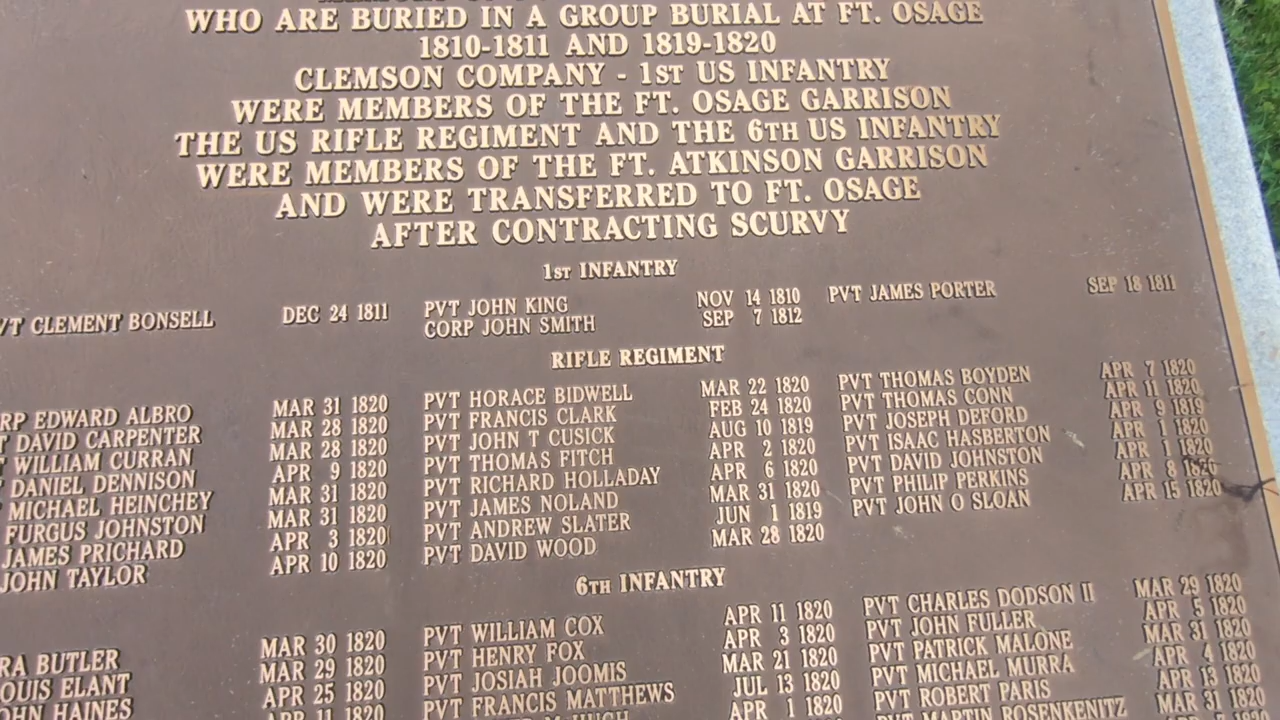 WHO ARE BURIED IN A GROUP BURIAL AT FT. OSAGE
1810-1811 AND 1819-1820
CLEMSON COMPANY - 1ST US INFANTRY
WERE MEMBERS OF THE FT. OSAGE GARRISON
THE US RIFLE REGIMENT AND THE 6TH US INFANTRY
WERE MEMBERS OF THE FT. ATKINSON GARRISON
AND WERE TRANSFERRED TO FT. OSAGE
AFTER CONTRACTING SCURVY
1ST INFANTRY
CLEMENT BONSELL DEC 24 1811 PVT JOHN KING NOV 14 1810 PVT JAMES PORTER SEP 18 1811
CORP JOHN SMITH SEP 7 1812
RIFLE REGIMENT
EDWARD ALBRO MAR 31 1820 PVT HORACE BIDWELL MAR 22 1820 PVT THOMAS BOYDEN APR 7 1820
DAVID CARPENTER MAR 28 1820 PVT FRANCIS CLARK FEB 24 1820 PVT THOMAS CONN APR 11 1820
WILLIAM CURRAN MAR 28 1820 PVT JOHN T CUSICK AUG 10 1819 PVT JOSEPH DEFORD APR 9 1819
DANIEL DENNISON APR 9 1820 PVT THOMAS FITCH APR 2 1820 PVT ISAAC HASBERTON APR 1 1820
MICHAEL HEINCHEY MAR 31 1820 PVT RICHARD HOLLADAY APR 6 1820 PVT DAVID JOHNSTON APR 1 1820
FURGUS JOHNSTON MAR 31 1820 PVT JAMES NOLAND MAR 31 1820 PVT PHILIP PERKINS APR 8 1820
JAMES PRICHARD APR 3 1820 PVT ANDREW SLATER JUN 1 1819 PVT JOHN O SLOAN APR 15 1820
JOHN TAYLOR APR 10 1820 PVT DAVID WOOD MAR 28 1820
6TH INFANTRY
BUTLER MAR 30 1820 PVT WILLIAM COX APR 11 1820 PVT CHARLES DODSON II MAR 29 1820
ELANT MAR 29 1820 PVT HENRY FOX APR 3 1820 PVT JOHN FULLER APR 5 1820
HAINES APR 25 1820 PVT JOSIAH JOOMIS MAR 21 1820 PVT PATRICK MALONE MAR 31 1820
APR 11 1820 PVT FRANCIS MATTHEWS JUL 13 1820 PVT MICHAEL MURRA APR 4 1820
APR 1 1820 PVT ROBERT PARIS APR 13 1820
PVT MARTIN ROSENKENITZ MAR 31 1820